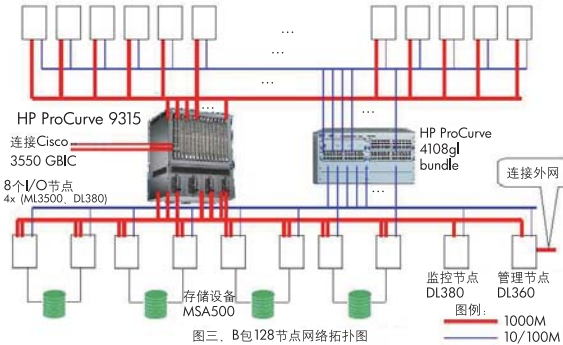 ...
...
...
HP ProCurve 9315
HP ProCurve
4108gl
bundle
连接Cisco
3550 GBIC
连接外网
8个I/O节点
4x (ML3500、DL380)
...
监控节点
DL380
管理节点
DL360
存储设备
MSA500
图例：
1000M
10/100M
图三、B包128节点网络拓扑图